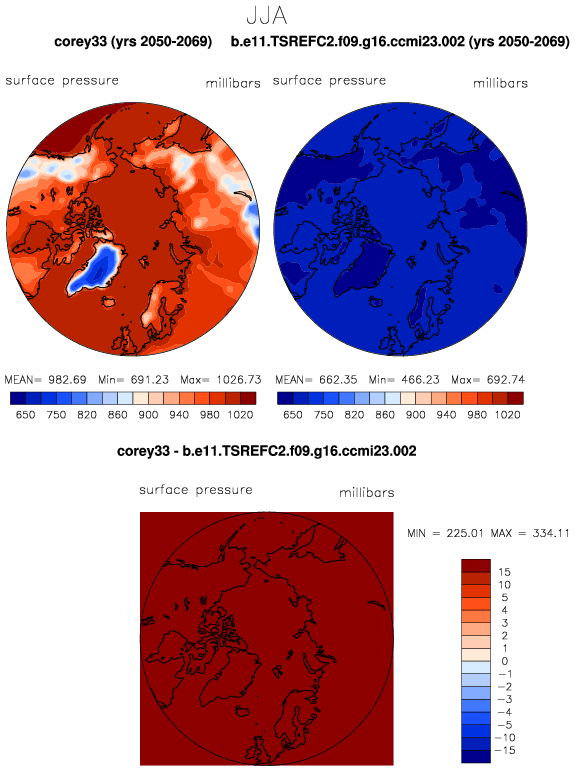 JJA
corey33 (yrs 2050-2069) b.e11.TSREFC2.f09.g16.ccmi23.002 (yrs 2050-2069)
surface pressure millibars surface pressure millibars
MEAN= 982.69 Min= 691.23 Max= 1026.73 MEAN= 662.35 Min= 466.23 Max= 692.74
650 750 820 860 900 940 980 1020 650 750 820 860 900 940 980 1020
corey33 - b.e11.TSREFC2.f09.g16.ccmi23.002
surface pressure millibars
MIN = 225.01 MAX = 334.11
15
10
5
4
3
2
1
0
-1
-2
-3
-4
-5
-10
-15